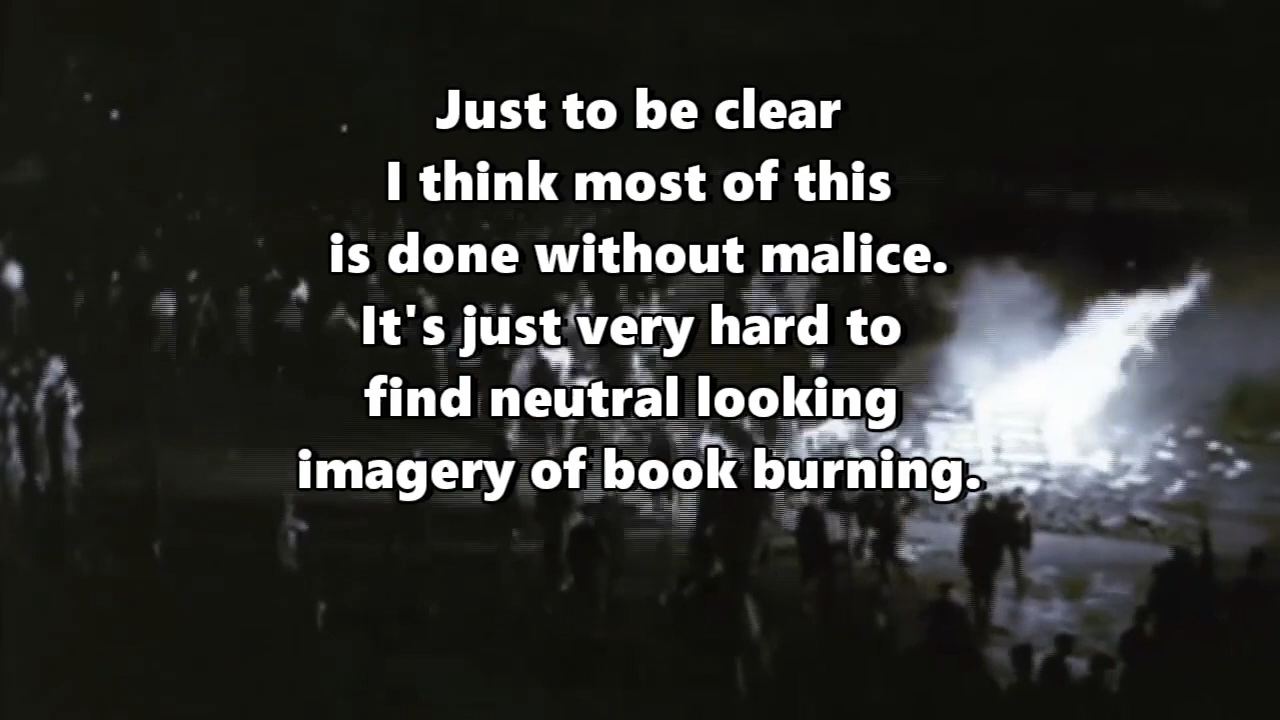 Just to be clear
I think most of this
is done without malice.
It's just very hard to
find neutral looking
imagery of book burning.